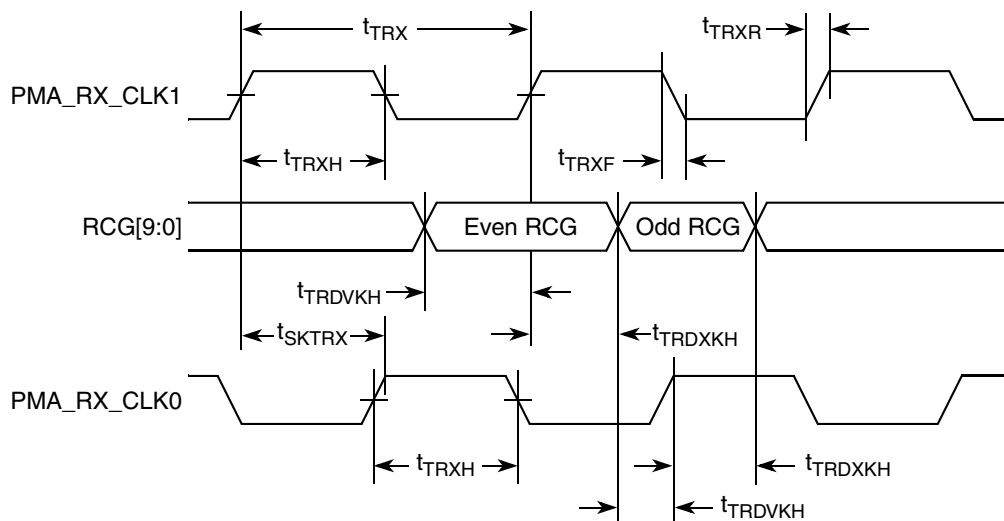 tTRX
tTRXR
PMA_RX_CLK1
tTRXH
tTRXF
RCG[9:0]
Even RCG
Odd RCG
tTRDVKH
tSKTRX
tTRDXKH
PMA_RX_CLK0
tTRXH
tTRDXKH
tTRDVKH